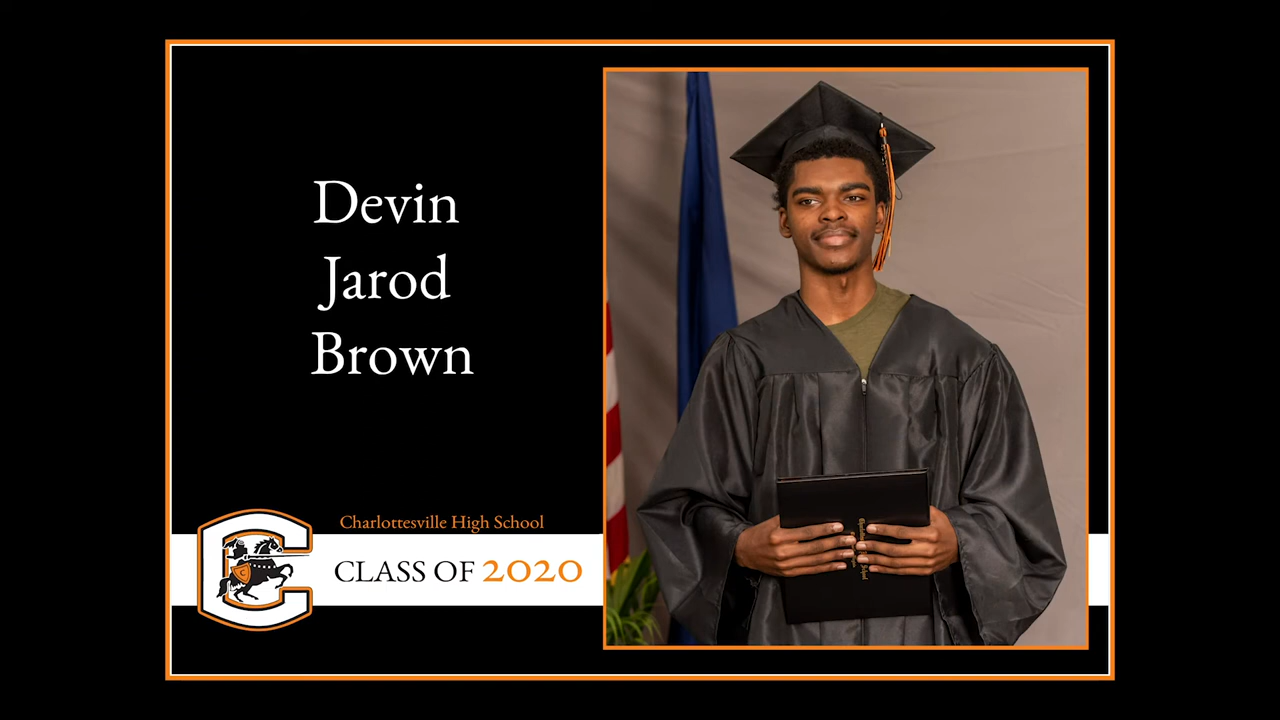 Devin
Jarod
Brown
Charlottesville High School
CLASS OF 2020
C